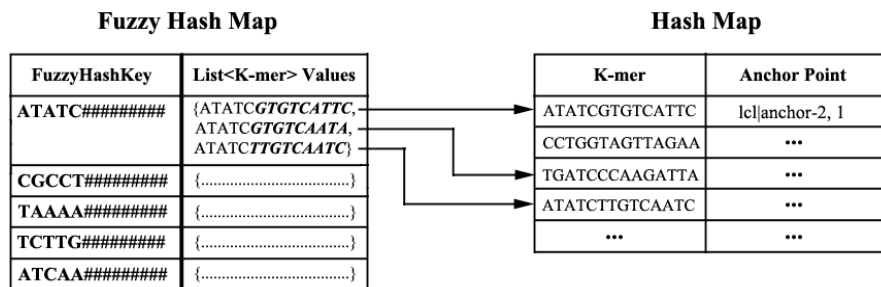 Fuzzy Hash Map
Hash Map
FuzzyHashKey List<K-mer> Values
ATATC######### {ATATCGTGTCATTC,
ATATCGTGTCAATA,
ATATCTTGTCAATC}
CGCCT######### {....................................}
TAAAA######### {....................................}
TCTTG######### {....................................}
ATCAA######### {....................................}
K-mer Anchor Point
ATATCGTGTCATTC lcl|anchor-2, 1
CCTGGTAGTTAGAA •••
TGATCCCAAGATTA •••
ATATCTTGTCAATC •••
••• •••